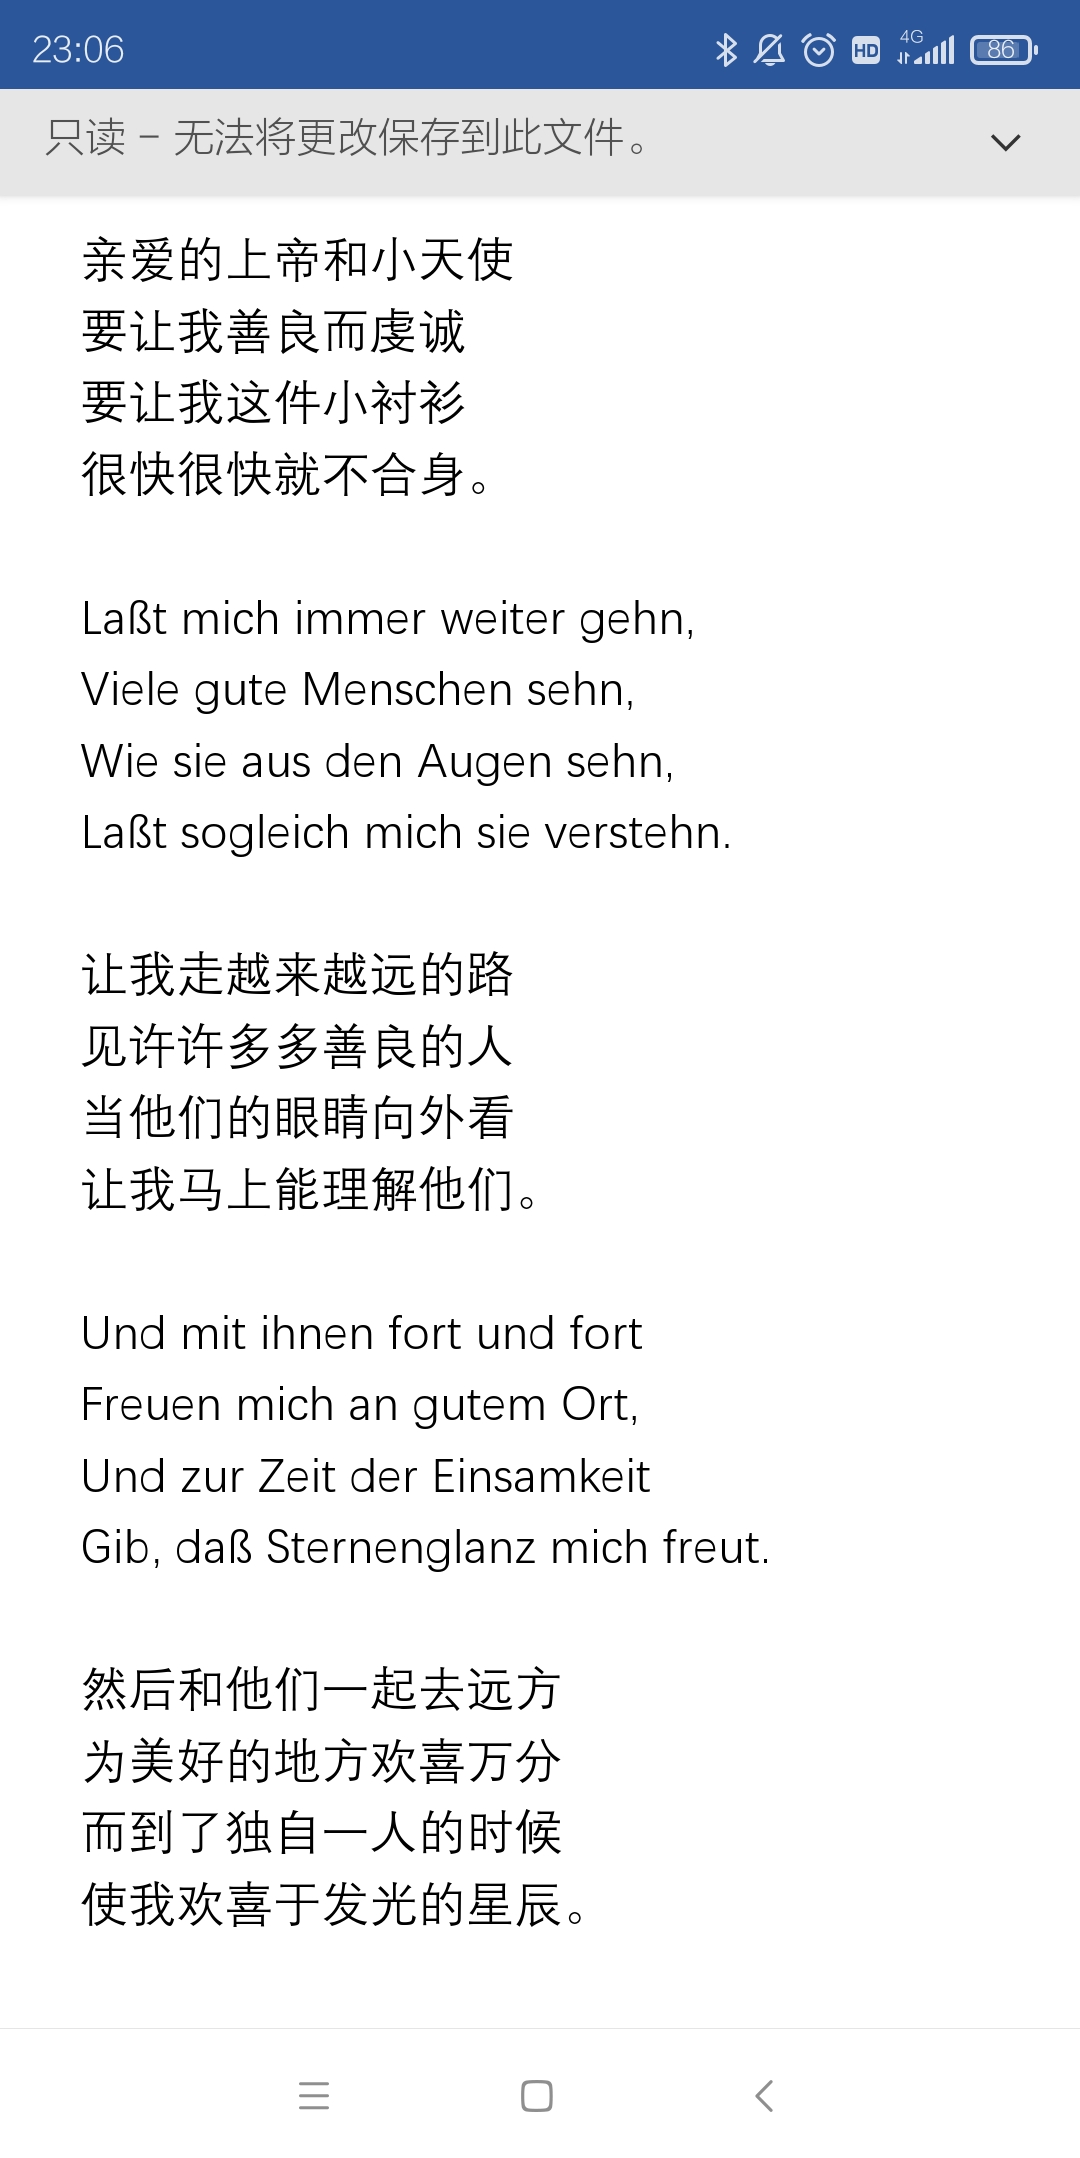 23:06
4G
HD
86
只读 – 无法将更改保存到此文件。
亲爱的上帝和小天使
要让我善良而虔诚
要让我这件小衬衫
很快很快就不合身。
Laßt mich immer weiter gehn,
Viele gute Menschen sehn,
Wie sie aus den Augen sehn,
Laßt sogleich mich sie verstehn.
让我走越来越远的路
见许许多多善良的人
当他们的眼睛向外看
让我马上能理解他们。
Und mit ihnen fort und fort
Freuen mich an gutem Ort,
Und zur Zeit der Einsamkeit
Gib, daß Sternenglanz mich freut.
然后和他们一起去远方
为美好的地方欢喜万分
而到了独自一人的时候
使我欢喜于发光的星辰。